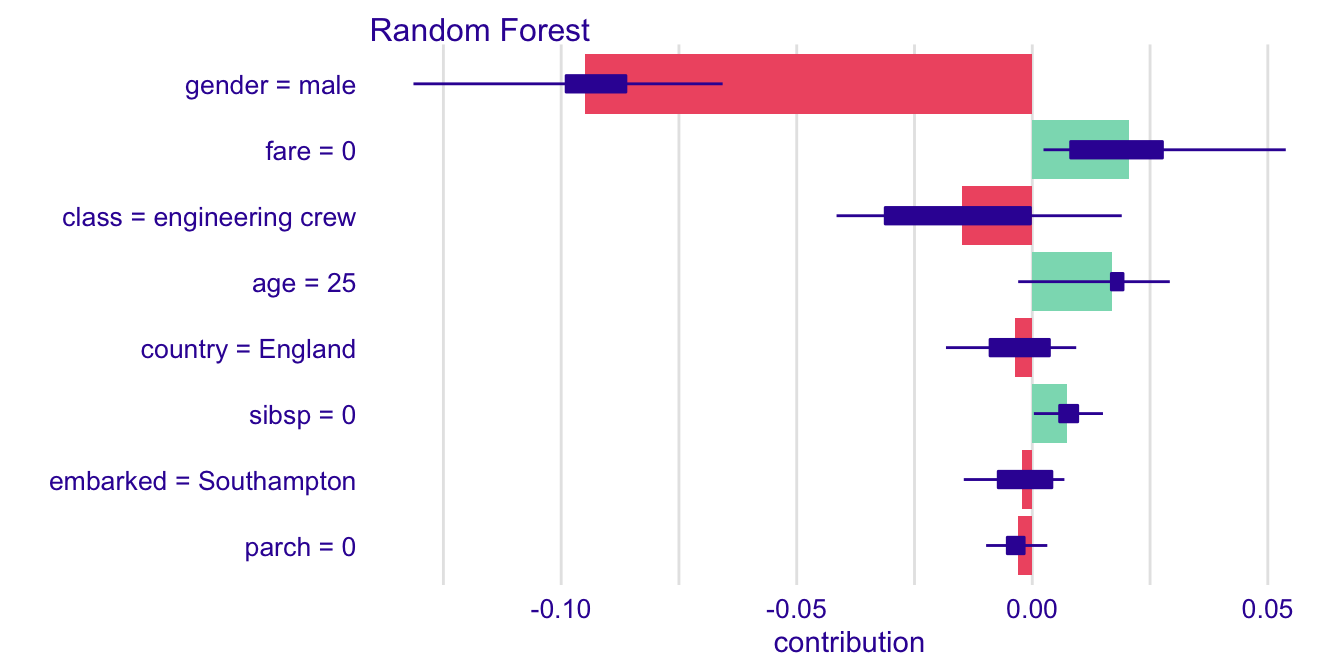 Random Forest
gender = male
fare = 0
class = engineering crew
age = 25
country = England
sibsp = 0
embarked = Southampton
parch = 0
-0.10 -0.05 0.00 0.05
contribution